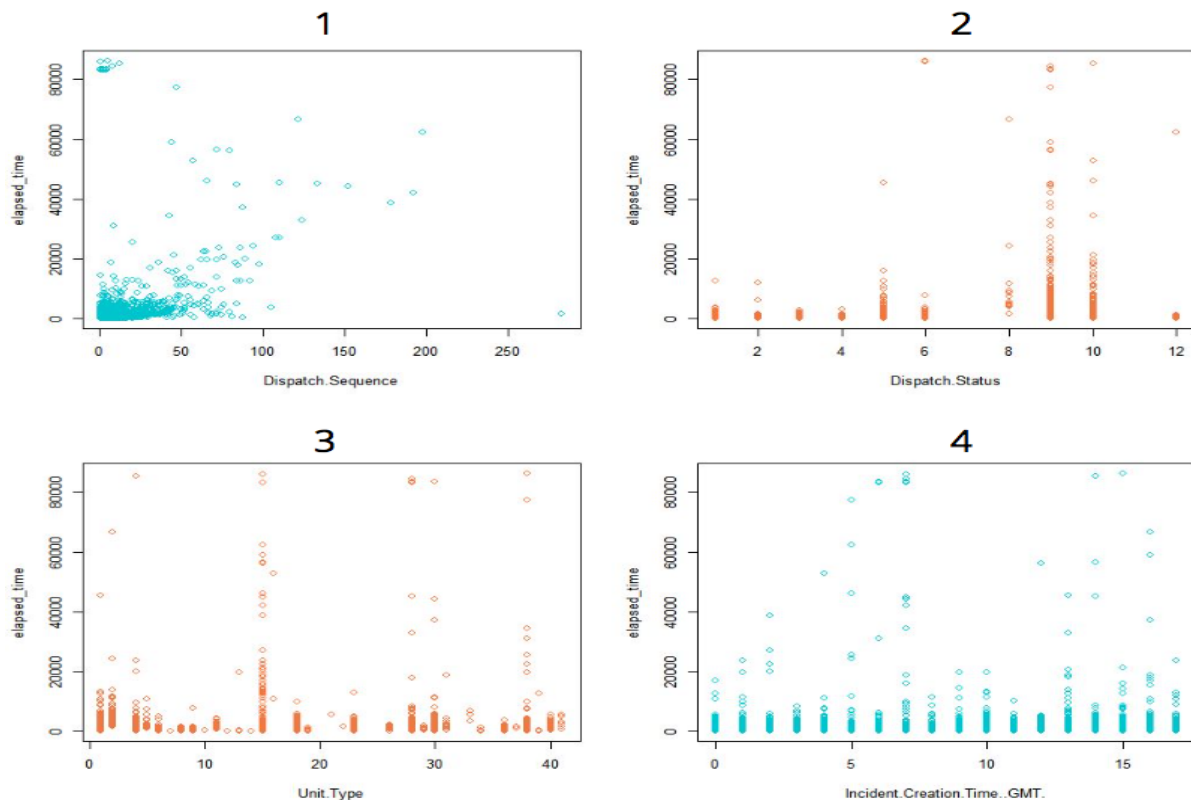 1
80000
60000
40000
20000
0
elapsed_time
0 50 100 150 200 250
Dispatch.Sequence
2
80000
60000
40000
20000
0
elapsed_time
2 4 6 8 10 12
Dispatch.Status
3
80000
60000
40000
20000
0
elapsed_time
0 10 20 30 40
Unit.Type
4
80000
60000
40000
20000
0
elapsed_time
0 5 10 15
Incident.Creation.Time..GMT.